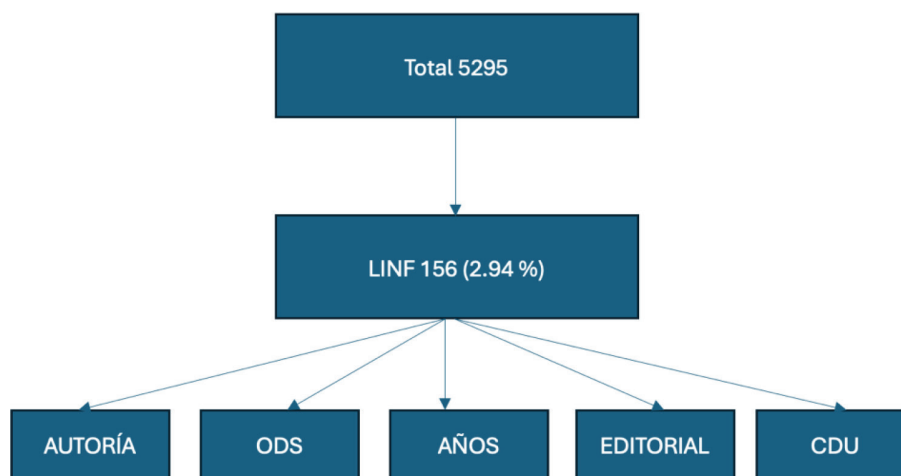 Total 5295
LINF 156 (2.94 %)
AUTORÍA
ODS
AÑOS
EDITORIAL
CDU